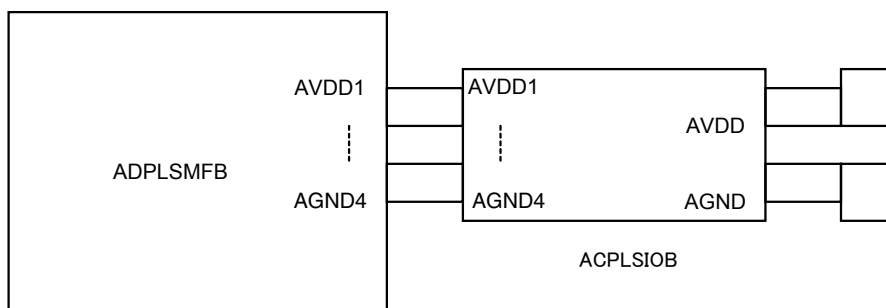 AVDD1
AVDD1
AVDD
ADPLSMFB
AGND4
AGND4
AGND
ACPLSIOB